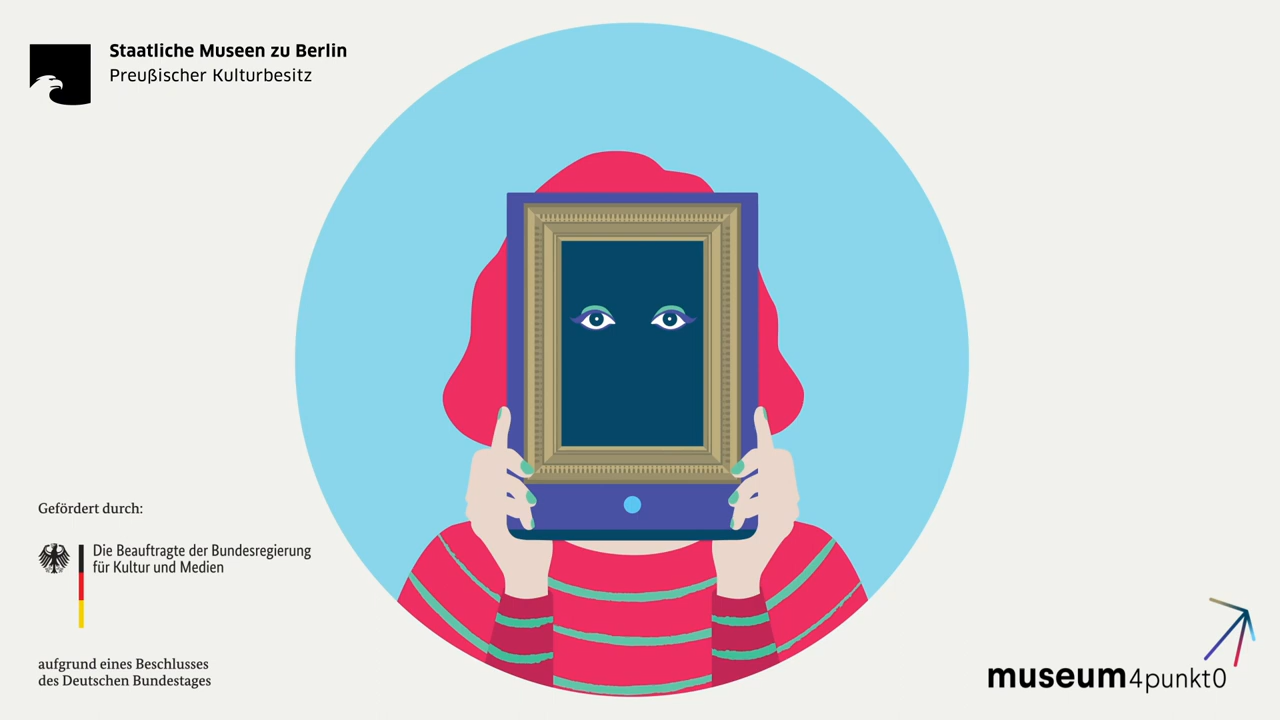 Staatliche Museen zu Berlin
Preußischer Kulturbesitz
Gefördert durch:
Die Beauftragte der Bundesregierung
für Kultur und Medien
aufgrund eines Beschlusses
des Deutschen Bundestages
museum4punkt0